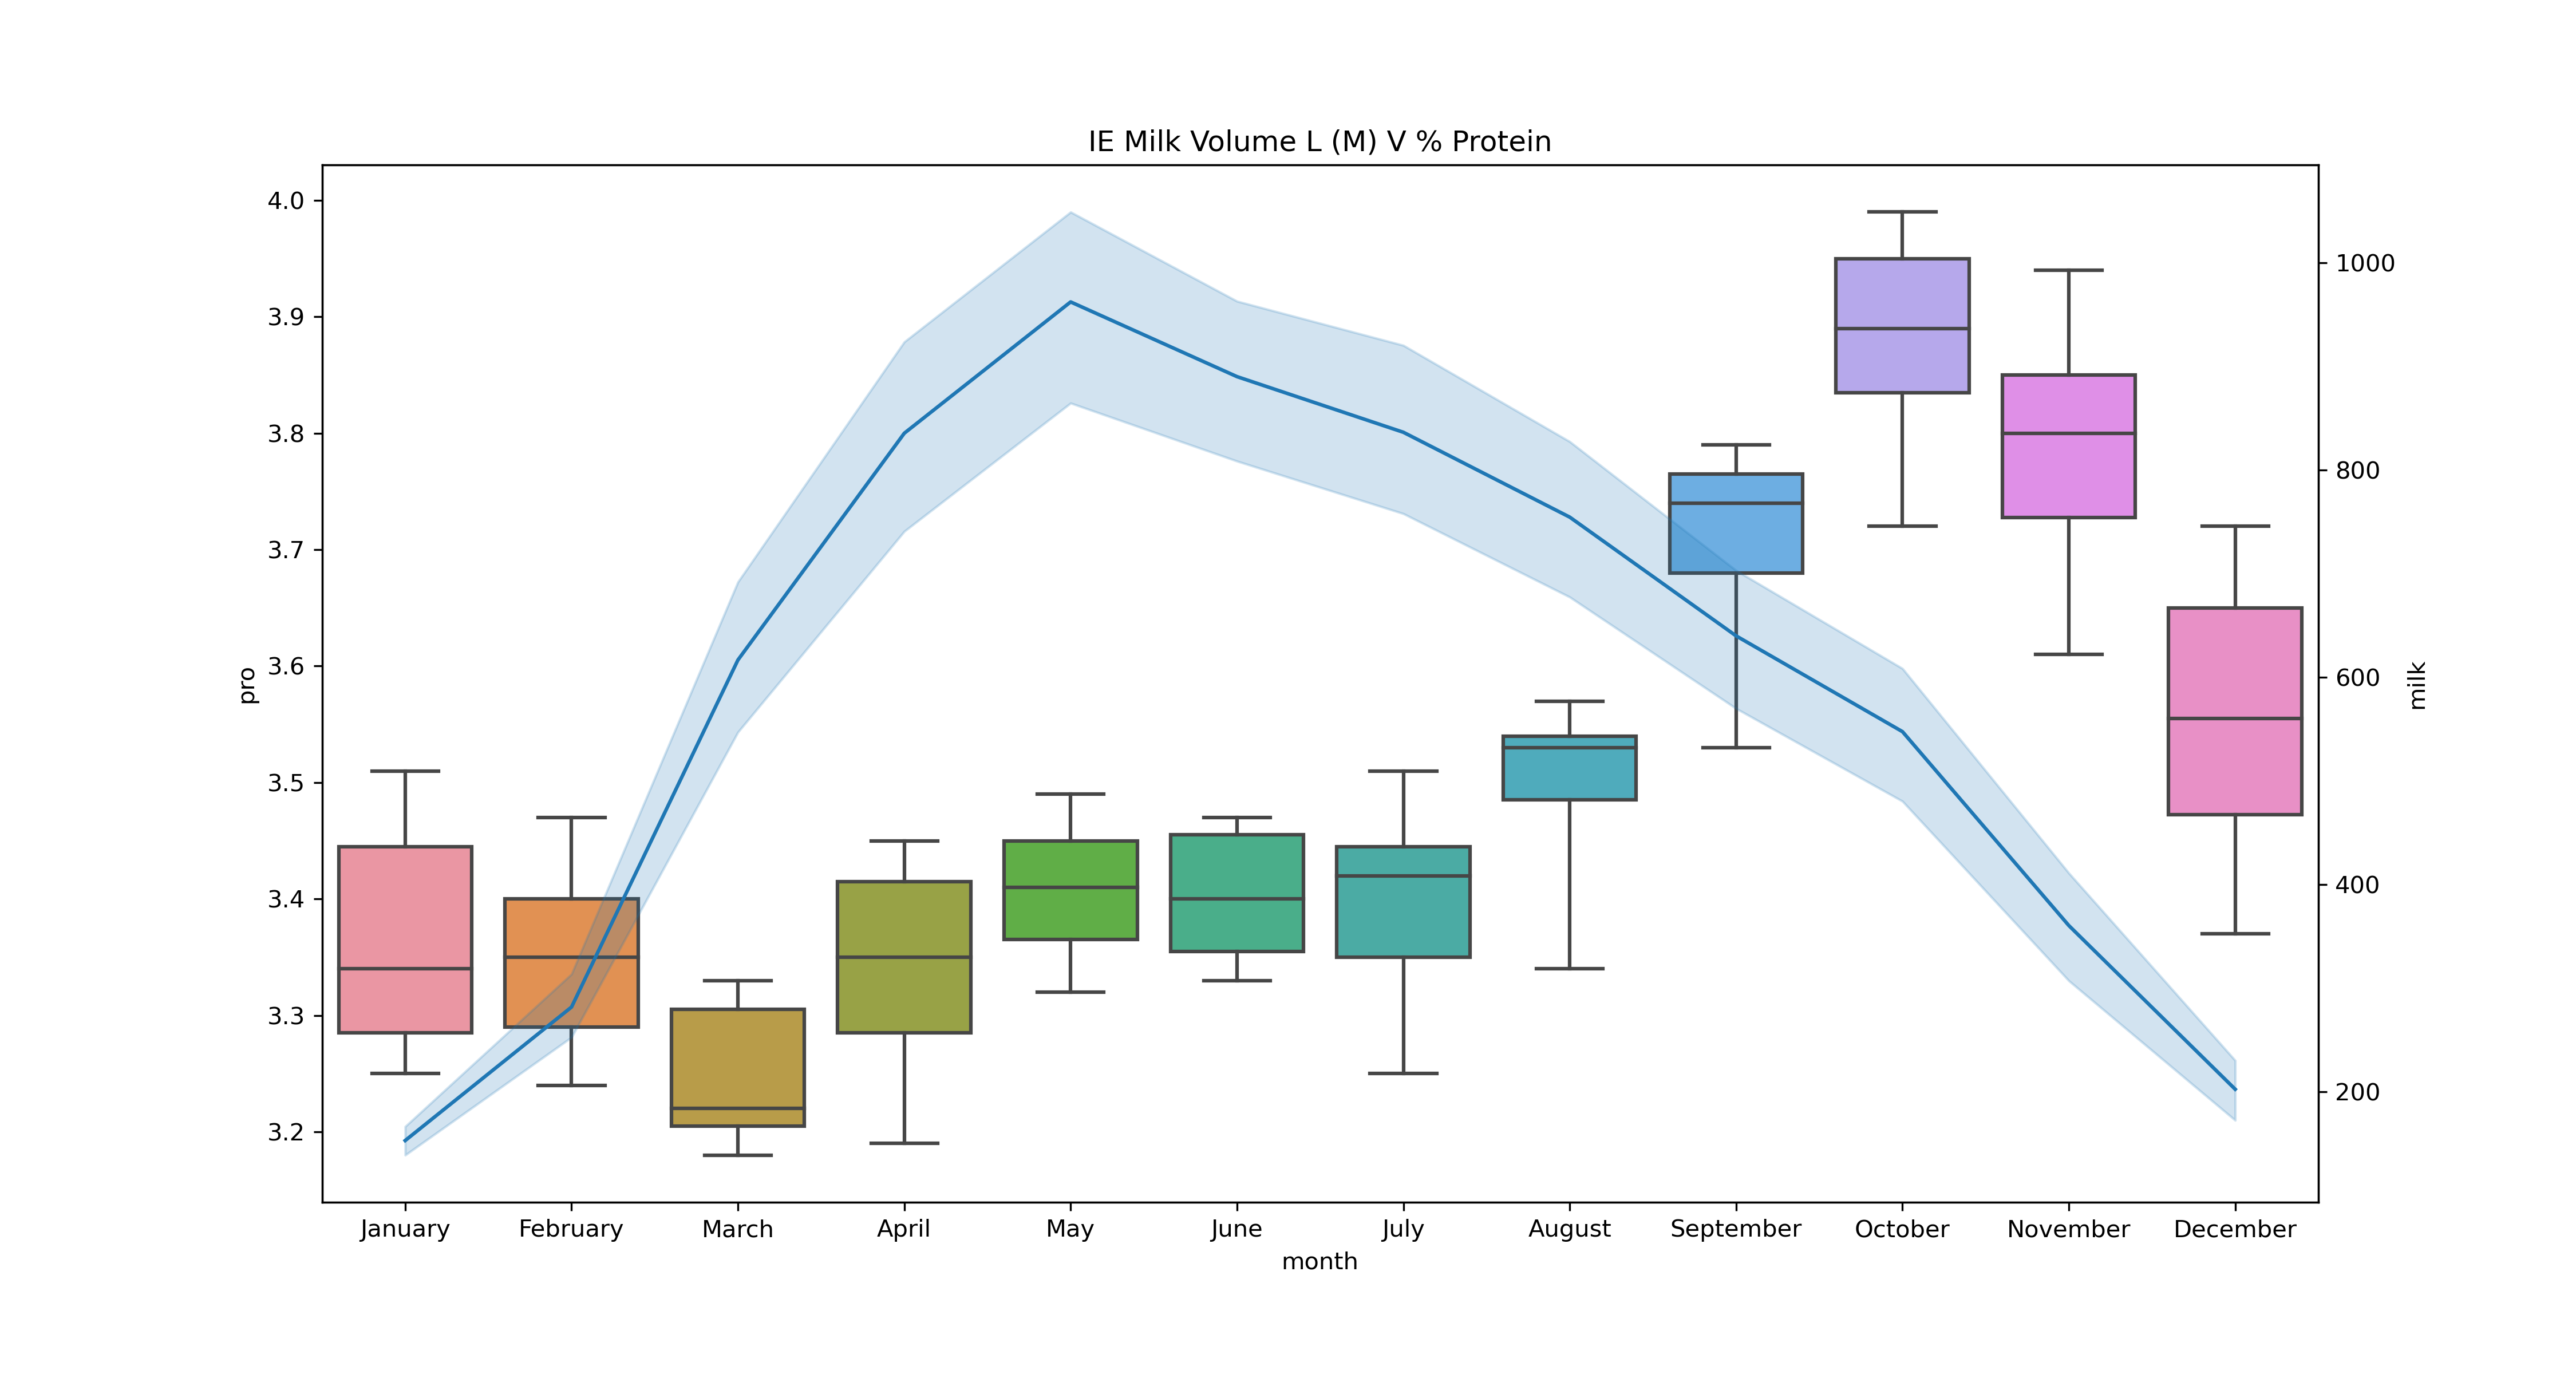 IE Milk Volume L (M) V % Protein
4.0
3.9
3.8
3.7
3.6
3.5
3.4
3.3
3.2
pro
1000
800
600
400
200
milk
January February March April May June July August September October November December
month